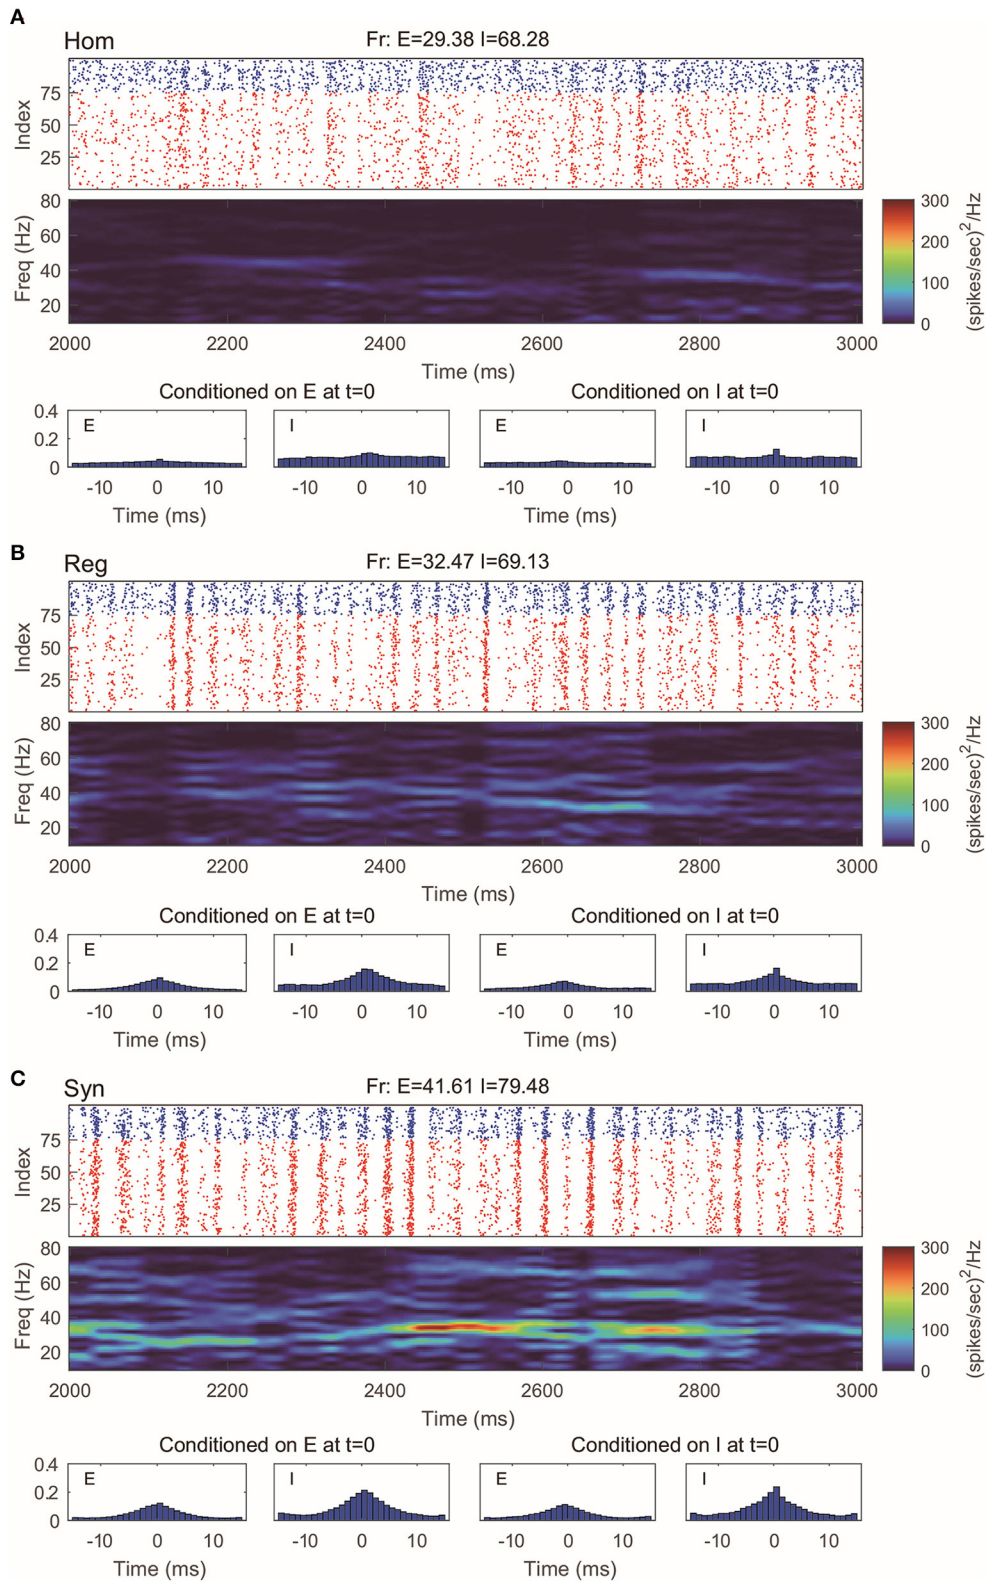 A
Hom
Fr: E=29.38 I=68.28
Index
75
50
25
Freq (Hz)
80
60
40
20
2000 2200 2400 2600 2800 3000
Time (ms)
300
200
100
0
(spikes/sec)2/Hz
Conditioned on E at t=0
Conditioned on I at t=0
0.4
0.2
0
E
I
E
I
-10 0 10
-10 0 10
-10 0 10
-10 0 10
Time (ms)
Time (ms)
B
Reg
Fr: E=32.47 I=69.13
Index
75
50
25
Freq (Hz)
80
60
40
20
2000 2200 2400 2600 2800 3000
Time (ms)
300
200
100
0
(spikes/sec)2/Hz
Conditioned on E at t=0
Conditioned on I at t=0
0.4
0.2
0
E
I
E
I
-10 0 10
-10 0 10
-10 0 10
-10 0 10
Time (ms)
Time (ms)
C
Syn
Fr: E=41.61 I=79.48
Index
75
50
25
Freq (Hz)
80
60
40
20
2000 2200 2400 2600 2800 3000
Time (ms)
300
200
100
0
(spikes/sec)2/Hz
Conditioned on E at t=0
Conditioned on I at t=0
0.4
0.2
0
E
I
E
I
-10 0 10
-10 0 10
-10 0 10
-10 0 10
Time (ms)
Time (ms)